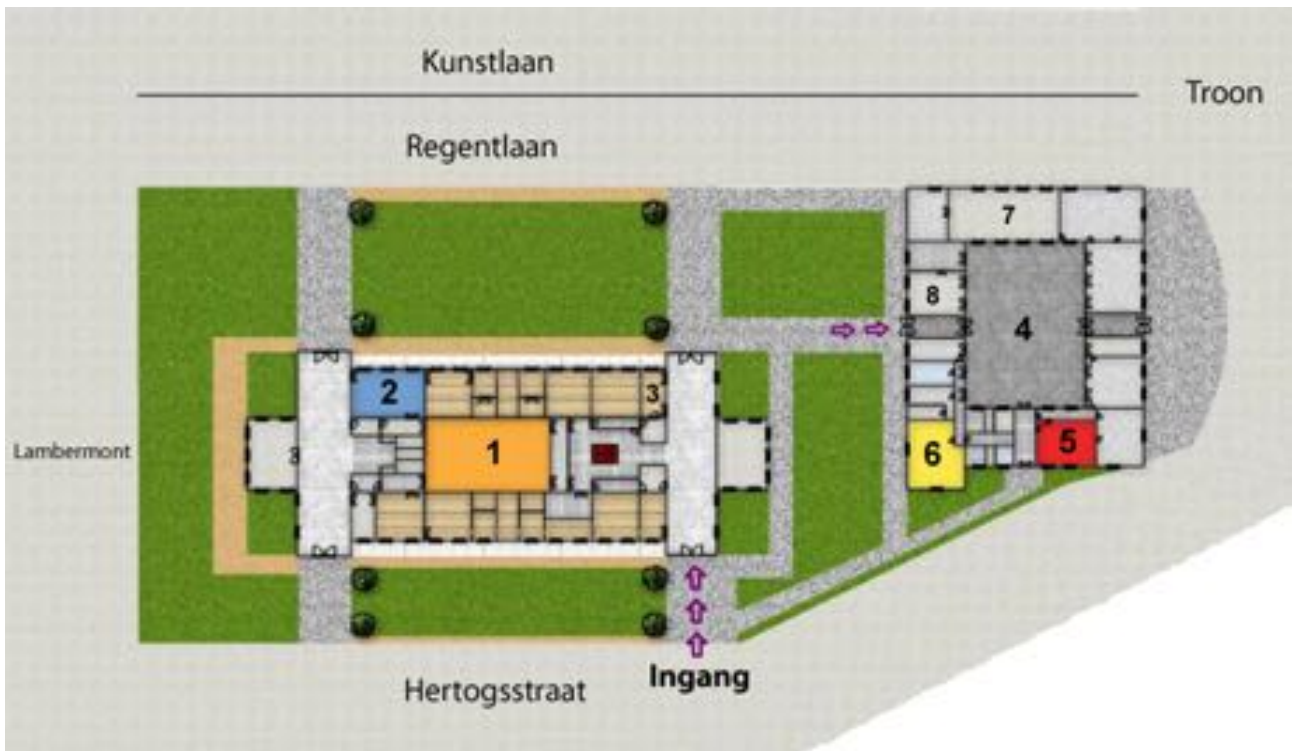 Kunstlaan
Troon
Regentlaan
7
8
4
2
3
1
5
6
3
Lambermont
Ingang
Hertogsstraat